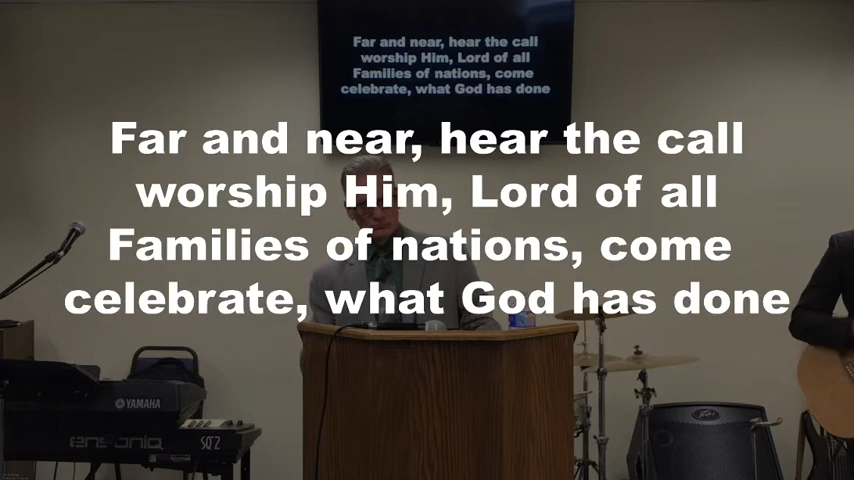 Far and near, hear the call
worship Him, Lord of all
Families of nations, come
celebrate, what God has done
Far and near, hear the call
worship Him, Lord of all
Families of nations, come
celebrate, what God has done
YAMAHA
ensoniq
SQ2
PEAVEY